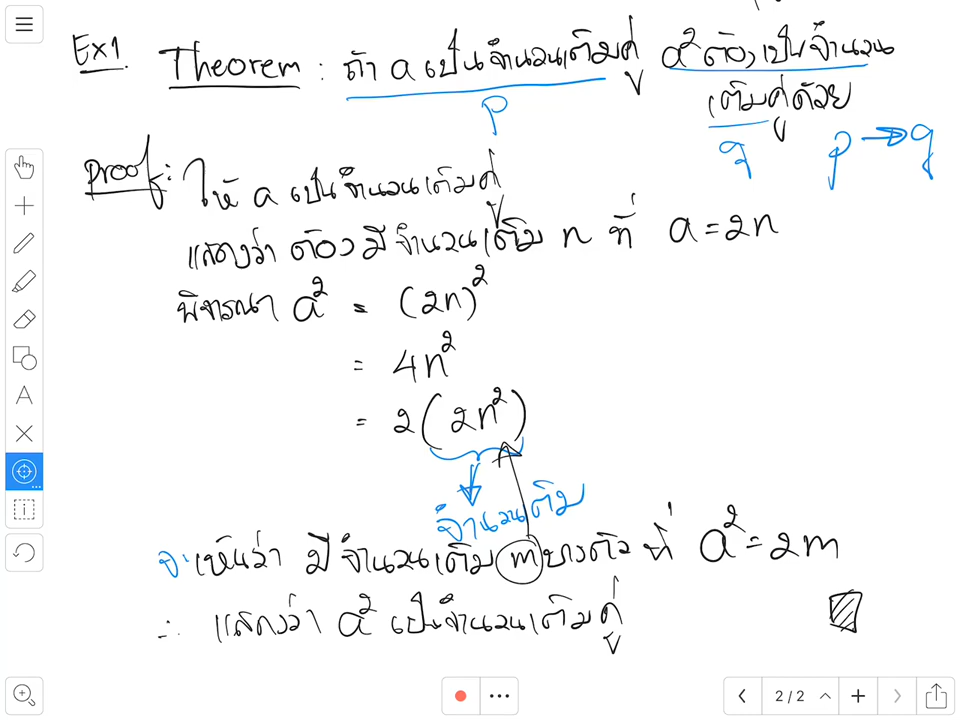 Ex1. Theorem : ถ้า a เป็นจำนวนเต็มคู่ a² ต้องเป็นจำนวน
เต็มคู่ด้วย
p
q
p → q
Proof : ให้ a เป็นจำนวนเต็มคู่
แสดงว่า ต้องมีจำนวนเต็ม n ที่ a = 2n
พิจารณา a² = (2n)²
= 4n²
= 2(2n²)
จำนวนเต็ม
จะเห็นว่า มีจำนวนเต็ม m บางตัว ที่ a² = 2m
∴ แสดงว่า a² เป็นจำนวนเต็มคู่
2 / 2